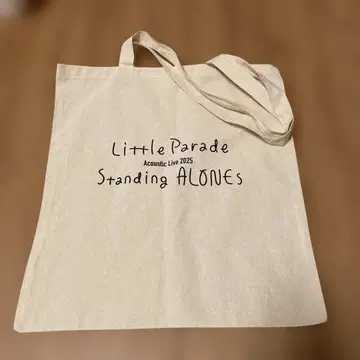 Little Parade
Acoustic Live 2025
Standing ALONEs